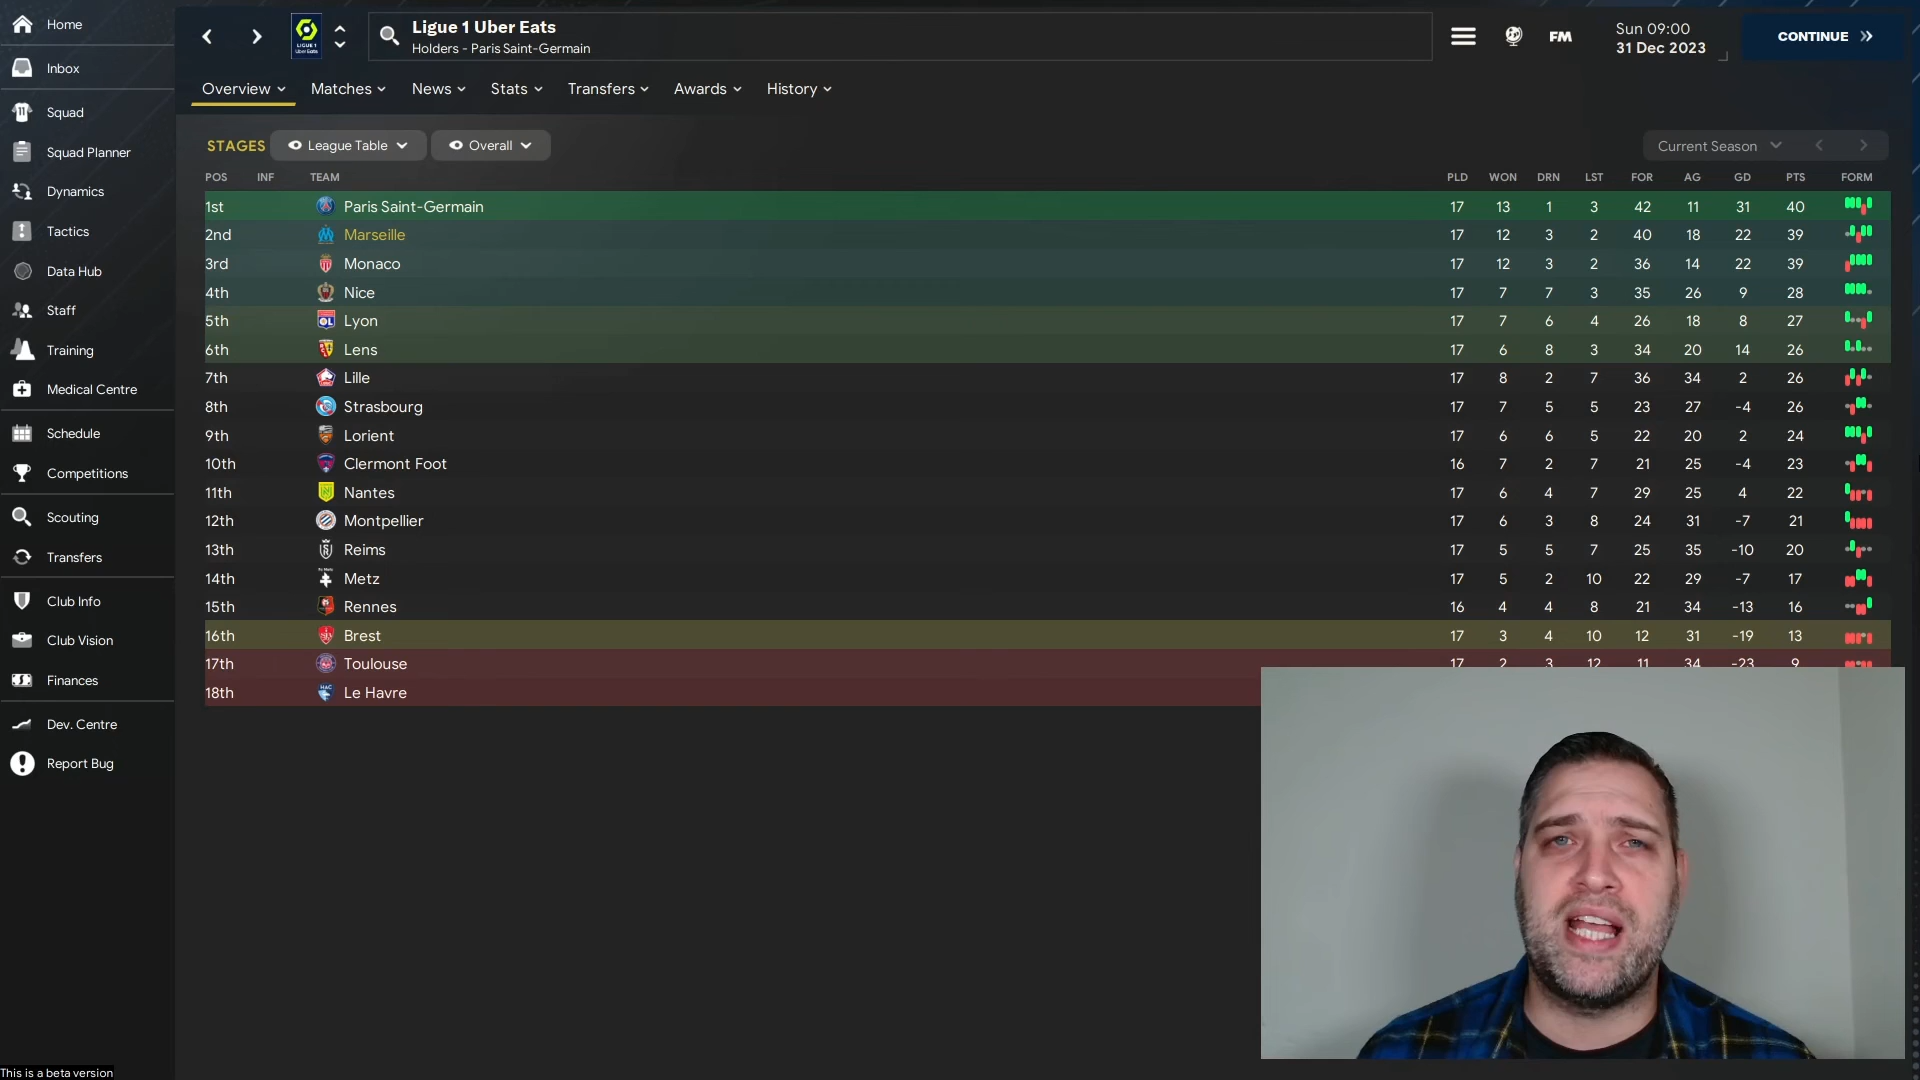 Home
Inbox
Squad
Squad Planner
Dynamics
Tactics
Data Hub
Staff
Training
Medical Centre
Schedule
Competitions
Scouting
Transfers
Club Info
Club Vision
Finances
Dev. Centre
Report Bug
This is a beta version
Ligue 1 Uber Eats
Holders - Paris Saint-Germain
FM
Sun 09:00
31 Dec 2023
CONTINUE
Overview Matches News Stats Transfers Awards History
STAGES League Table Overall Current Season
POS INF TEAM PLD WON DRN LST FOR AG GD PTS FORM
1st Paris Saint-Germain 17 13 1 3 42 11 31 40
2nd Marseille 17 12 3 2 40 18 22 39
3rd Monaco 17 12 3 2 36 14 22 39
4th Nice 17 7 7 3 35 26 9 28
5th Lyon 17 7 6 4 26 18 8 27
6th Lens 17 6 8 3 34 20 14 26
7th Lille 17 8 2 7 36 34 2 26
8th Strasbourg 17 7 5 5 23 27 -4 26
9th Lorient 17 6 6 5 22 20 2 24
10th Clermont Foot 16 7 2 7 21 25 -4 23
11th Nantes 17 6 4 7 29 25 4 22
12th Montpellier 17 6 3 8 24 31 -7 21
13th Reims 17 5 5 7 25 35 -10 20
14th Metz 17 5 2 10 22 29 -7 17
15th Rennes 16 4 4 8 21 34 -13 16
16th Brest 17 3 4 10 12 31 -19 13
17th Toulouse 17 2 3 12 11 34 -23 9
18th Le Havre